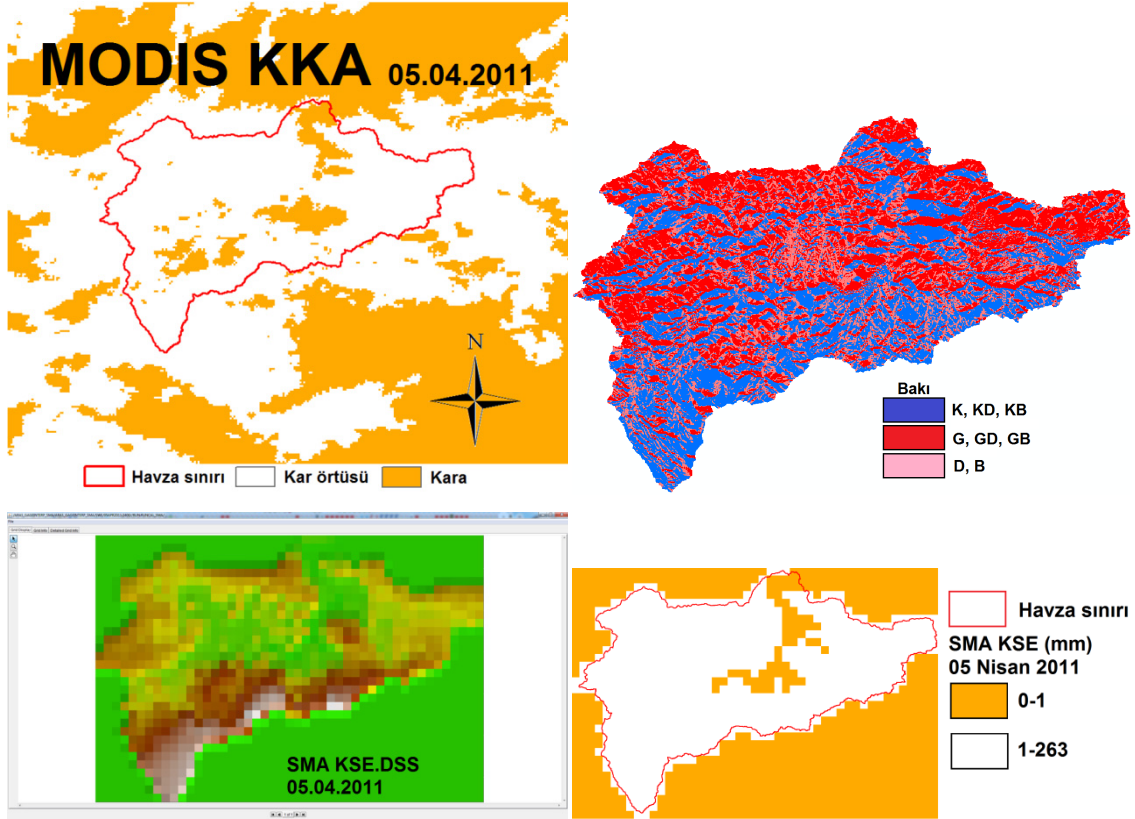 MODIS KKA 05.04.2011
N
Havza sınırı
Kar örtüsü
Kara
Bakı
K, KD, KB
G, GD, GB
D, B
SMA KSE.DSS
05.04.2011
Havza sınırı
SMA KSE (mm)
05 Nisan 2011
0-1
1-263